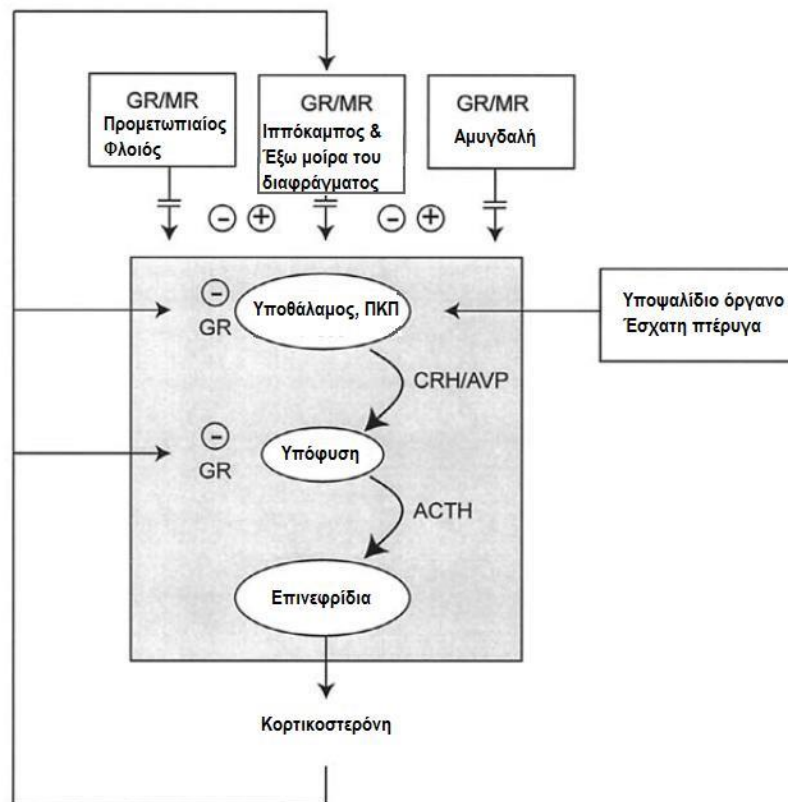 GR/MR
Προμετωπιαίος
Φλοιός
GR/MR
Ιππόκαμπος &
Έξω μοίρα του
διαφράγματος
GR/MR
Αμυγδαλή
- +
- +
-
GR
Υποθάλαμος, ΠΚΠ
Υποψαλίδιο όργανο
Έσχατη πτέρυγα
CRH/AVP
-
GR
Υπόφυση
ACTH
Επινεφρίδια
Κορτικοστερόνη